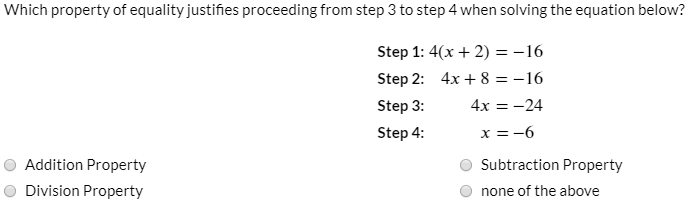 Which property of equality justifies proceeding from step 3 to step 4 when solving the equation below?
Step 1: 4(x + 2) = −16
Step 2: 4x + 8 = −16
Step 3: 4x = −24
Step 4: x = −6
Addition Property
Subtraction Property
Division Property
none of the above